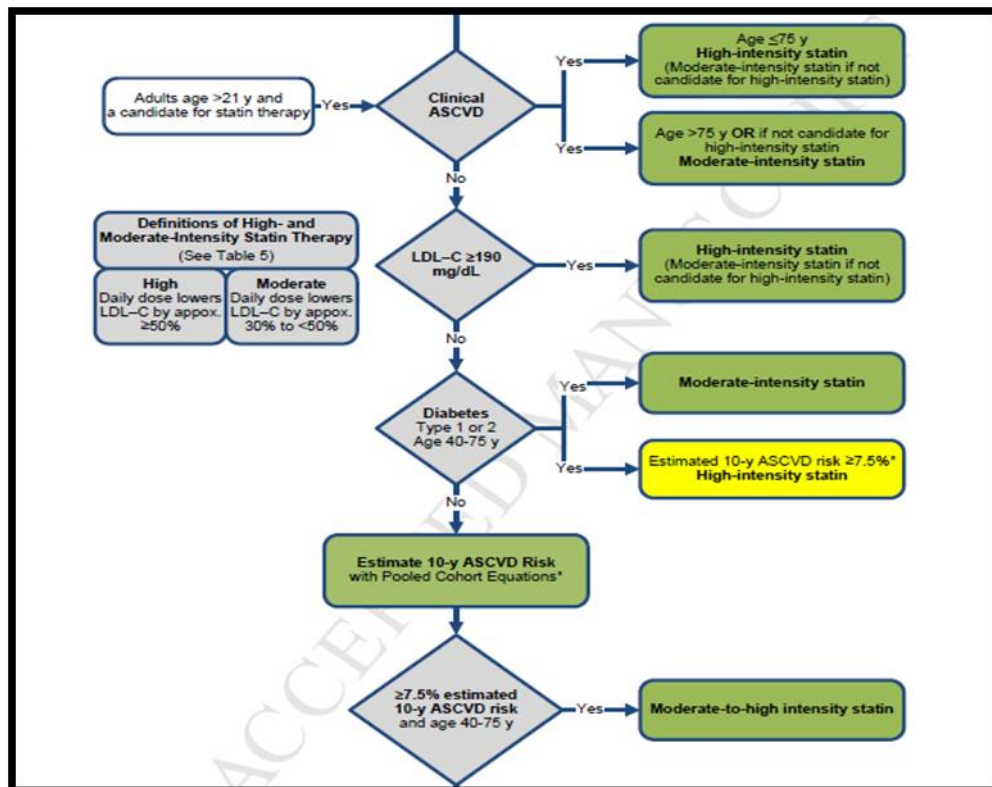 Adults age >21 y and
a candidate for statin therapy
Yes
Clinical
ASCVD
Yes
Age ≤75 y
High-intensity statin
(Moderate-intensity statin if not
candidate for high-intensity statin)
Yes
Age >75 y OR if not candidate for
high-intensity statin
Moderate-intensity statin
No
Definitions of High- and
Moderate-Intensity Statin Therapy
(See Table 5)
High
Daily dose lowers
LDL–C by appox.
≥50%
Moderate
Daily dose lowers
LDL–C by appox.
30% to <50%
LDL–C ≥190
mg/dL
Yes
High-intensity statin
(Moderate-intensity statin if not
candidate for high-intensity statin)
No
Diabetes
Type 1 or 2
Age 40-75 y
Yes
Moderate-intensity statin
Yes
Estimated 10-y ASCVD risk ≥7.5%*
High-intensity statin
No
Estimate 10-y ASCVD Risk
with Pooled Cohort Equations*
≥7.5% estimated
10-y ASCVD risk
and age 40-75 y
Yes
Moderate-to-high intensity statin